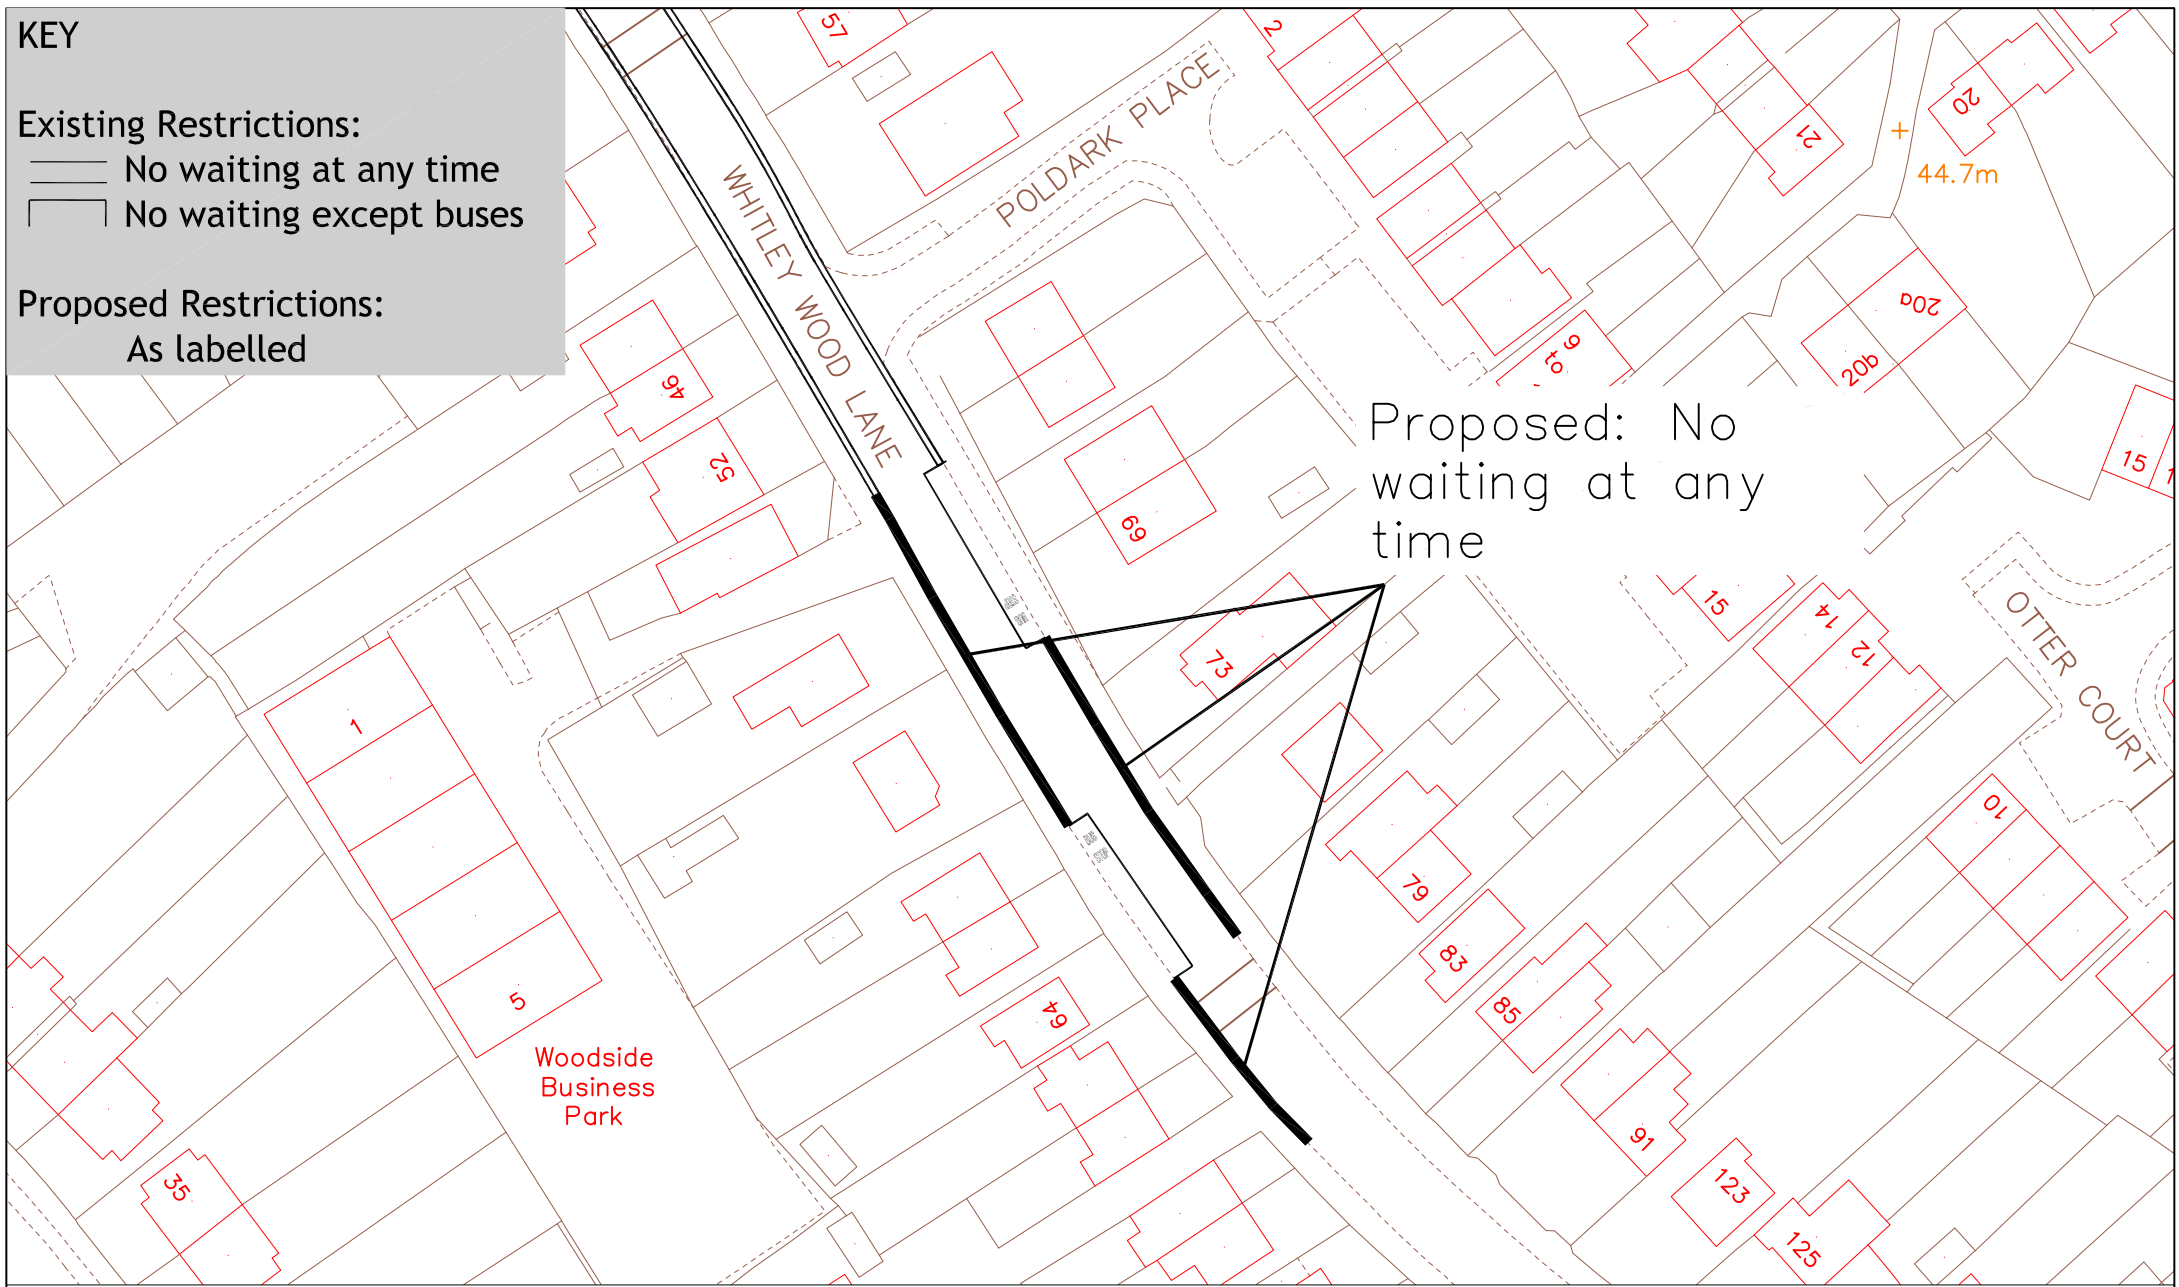 KEY
Existing Restrictions:
No waiting at any time
No waiting except buses
Proposed Restrictions:
As labelled
57
2
POLDARK PLACE
WHITLEY WOOD LANE
20
21
44.7m
20a
20b
9
to
46
52
69
Proposed: No
waiting at any
time
15
1
15
14
12
OTTER COURT
73
1
79
10
83
85
5
64
Woodside
Business
Park
91
35
123
125